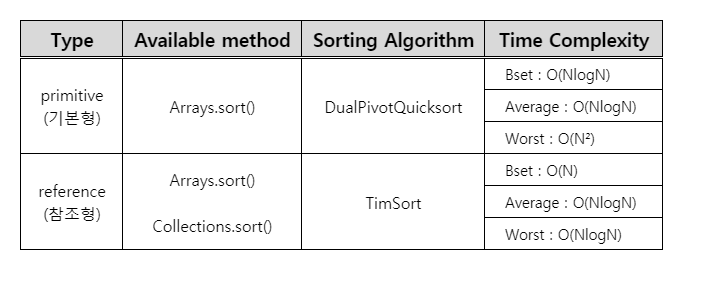 Type Available method Sorting Algorithm Time Complexity
primitive
(기본형)
Arrays.sort()
DualPivotQuicksort
Bset : O(NlogN)
Average : O(NlogN)
Worst : O(N²)
reference
(참조형)
Arrays.sort()
Collections.sort()
TimSort
Bset : O(N)
Average : O(NlogN)
Worst : O(NlogN)